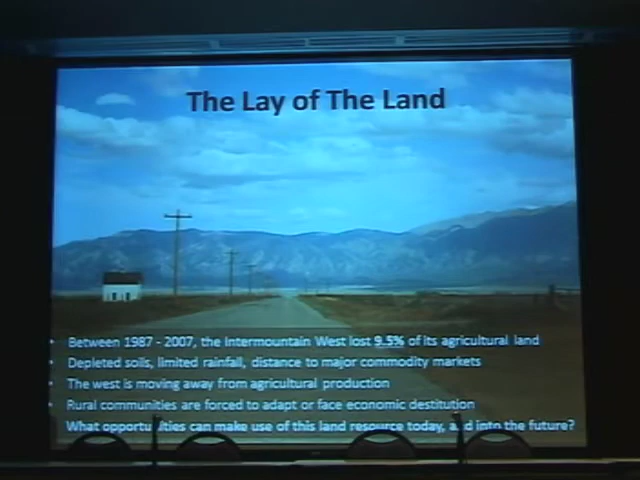 The Lay of The Land
• Between 1987 - 2007, the Intermountain West lost 9.5% of its agricultural land
• Depleted soils, limited rainfall, distance to major commodity markets
• The west is moving away from agricultural production
• Rural communities are forced to adapt or face economic destitution
What opportunities can make use of this land resource today, and into the future?